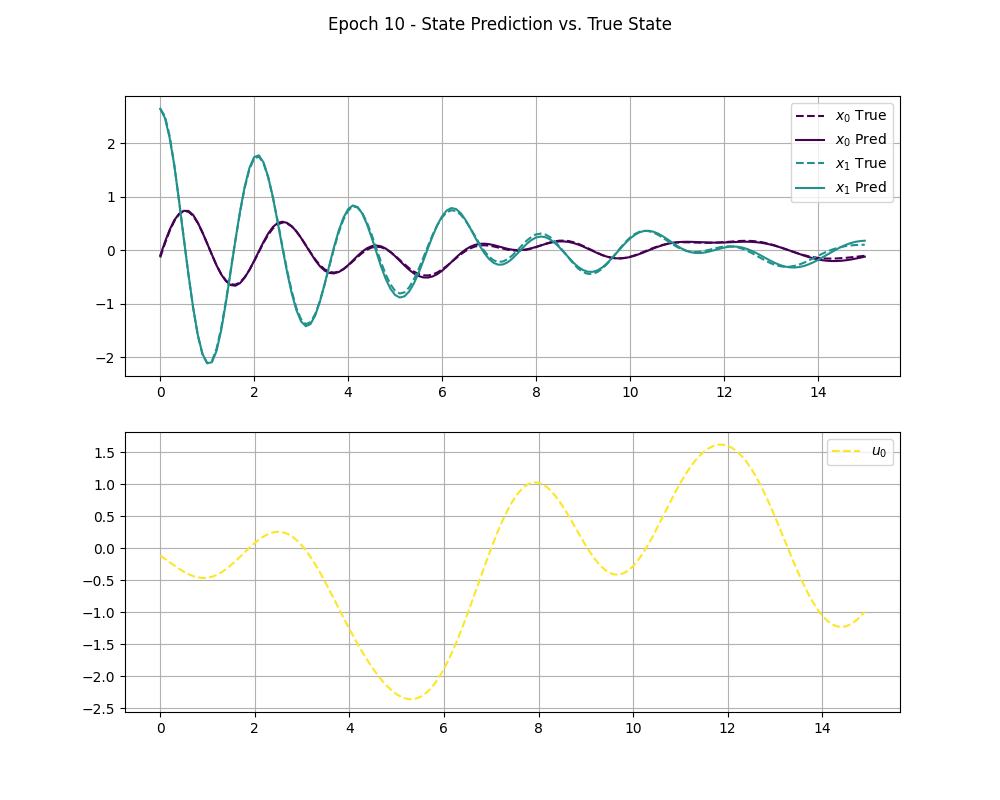 Epoch 10 - State Prediction vs. True State
2
1
0
−1
−2
x₀ True
x₀ Pred
x₁ True
x₁ Pred
0 2 4 6 8 10 12 14
1.5
1.0
0.5
0.0
−0.5
−1.0
−1.5
−2.0
−2.5
u₀
0 2 4 6 8 10 12 14